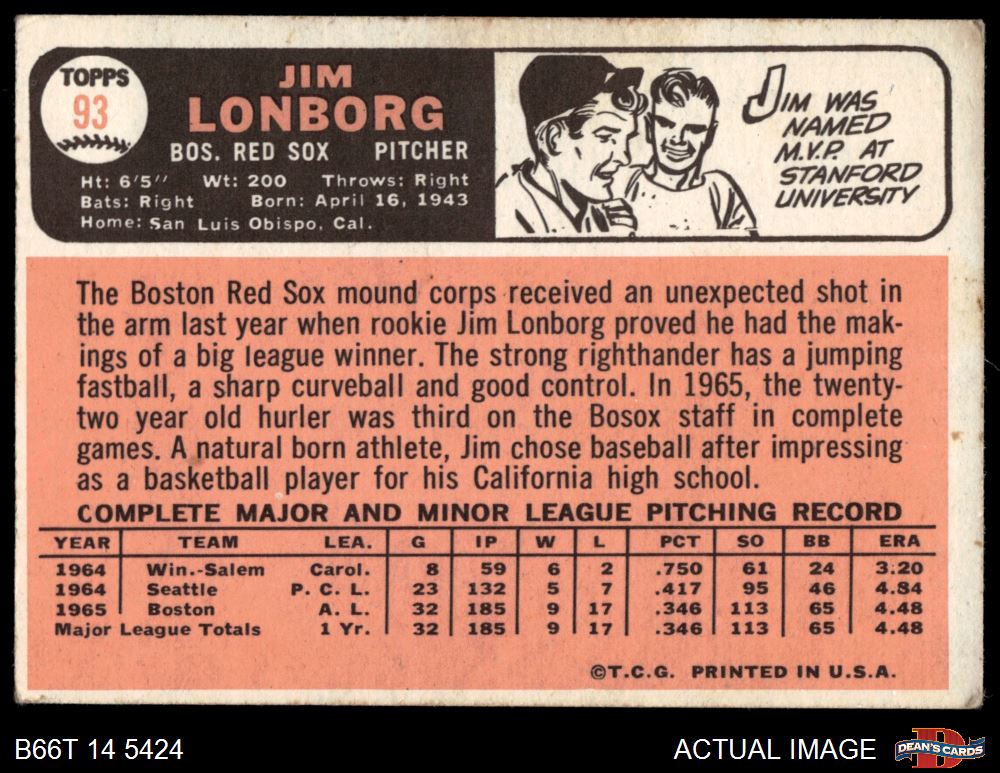 TOPPS
93
JIM
LONBORG
BOS. RED SOX PITCHER
Ht: 6'5" Wt: 200 Throws: Right
Bats: Right Born: April 16, 1943
Home: San Luis Obispo, Cal.
JIM WAS
NAMED
M.V.P. AT
STANFORD
UNIVERSITY
The Boston Red Sox mound corps received an unexpected shot in
the arm last year when rookie Jim Lonborg proved he had the mak-
ings of a big league winner. The strong righthander has a jumping
fastball, a sharp curveball and good control. In 1965, the twenty-
two year old hurler was third on the Bosox staff in complete
games. A natural born athlete, Jim chose baseball after impressing
as a basketball player for his California high school.
COMPLETE MAJOR AND MINOR LEAGUE PITCHING RECORD
YEAR TEAM LEA. G IP W L PCT SO BB ERA
1964 Win.-Salem Carol. 8 59 6 2 .750 61 24 3.20
1964 Seattle P. C. L. 23 132 5 7 .417 95 46 4.84
1965 Boston A. L. 32 185 9 17 .346 113 65 4.48
Major League Totals 1 Yr. 32 185 9 17 .346 113 65 4.48
©T.C.G. PRINTED IN U.S.A.
B66T 14 5424 ACTUAL IMAGE DEAN'S CARDS